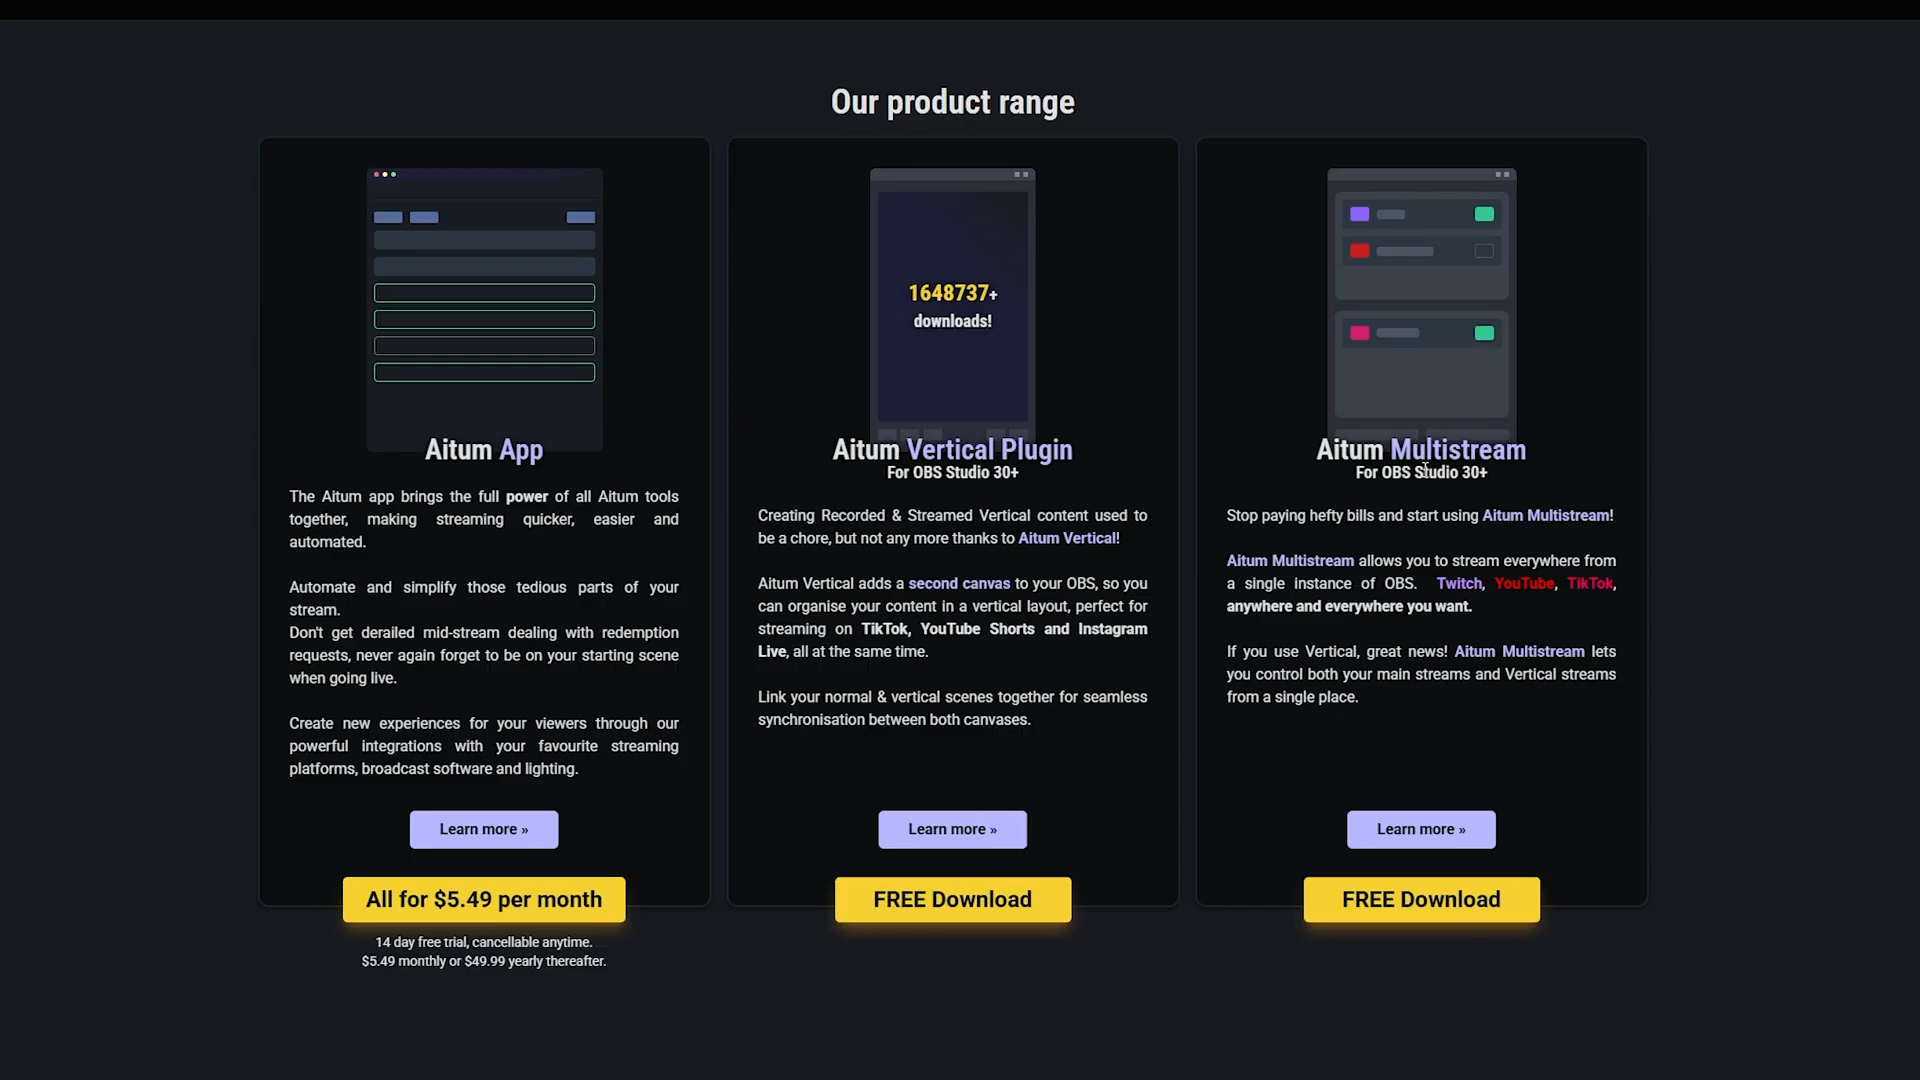 Our product range
1648737+
downloads!
Aitum App
The Aitum app brings the full power of all Aitum tools
together, making streaming quicker, easier and
automated.
Automate and simplify those tedious parts of your
stream.
Don't get derailed mid-stream dealing with redemption
requests, never again forget to be on your starting scene
when going live.
Create new experiences for your viewers through our
powerful integrations with your favourite streaming
platforms, broadcast software and lighting.
Learn more »
All for $5.49 per month
14 day free trial, cancellable anytime.
$5.49 monthly or $49.99 yearly thereafter.
Aitum Vertical Plugin
For OBS Studio 30+
Creating Recorded & Streamed Vertical content used to
be a chore, but not any more thanks to Aitum Vertical!
Aitum Vertical adds a second canvas to your OBS, so you
can organise your content in a vertical layout, perfect for
streaming on TikTok, YouTube Shorts and Instagram
Live, all at the same time.
Link your normal & vertical scenes together for seamless
synchronisation between both canvases.
Learn more »
FREE Download
Aitum Multistream
For OBS Studio 30+
Stop paying hefty bills and start using Aitum Multistream!
Aitum Multistream allows you to stream everywhere from
a single instance of OBS. Twitch, YouTube, TikTok,
anywhere and everywhere you want.
If you use Vertical, great news! Aitum Multistream lets
you control both your main streams and Vertical streams
from a single place.
Learn more »
FREE Download